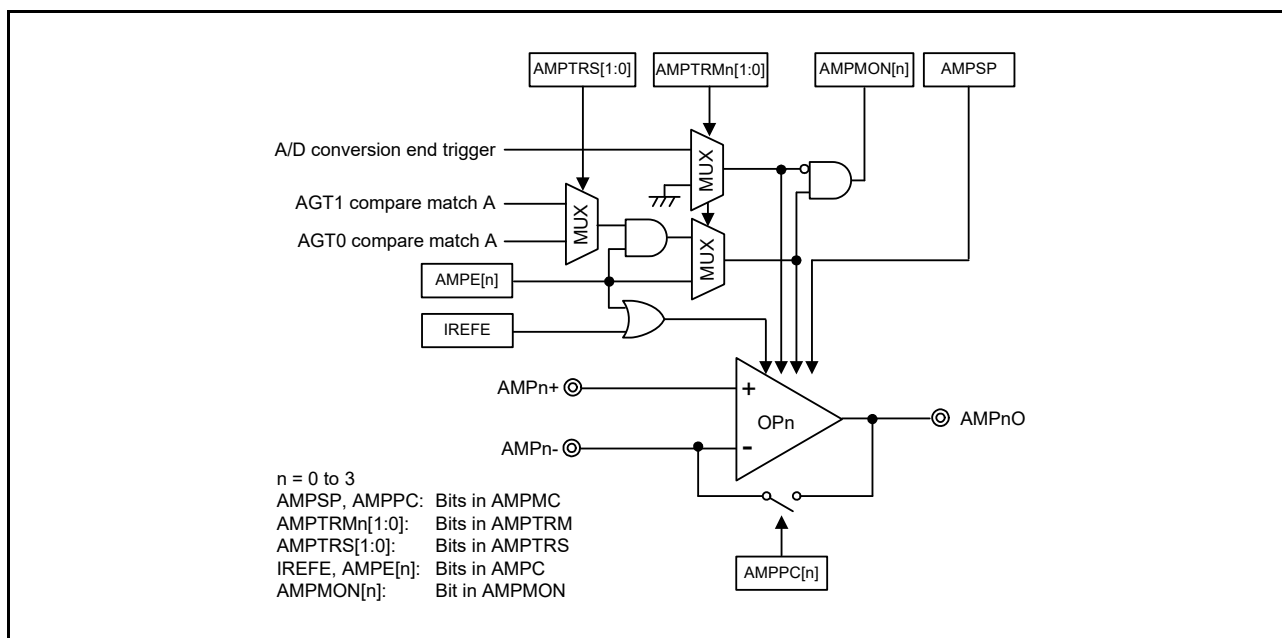 AMPTRS[1:0] AMPTRMn[1:0] AMPMON[n] AMPSP
A/D conversion end trigger
MUX
AGT1 compare match A
MUX
AGT0 compare match A
MUX
AMPE[n]
IREFE
AMPn+
+
OPn
AMPnO
AMPn-
-
n = 0 to 3
AMPSP, AMPPC: Bits in AMPMC
AMPTRMn[1:0]: Bits in AMPTRM
AMPTRS[1:0]: Bits in AMPTRS
IREFE, AMPE[n]: Bits in AMPC
AMPMON[n]: Bit in AMPMON
AMPPC[n]